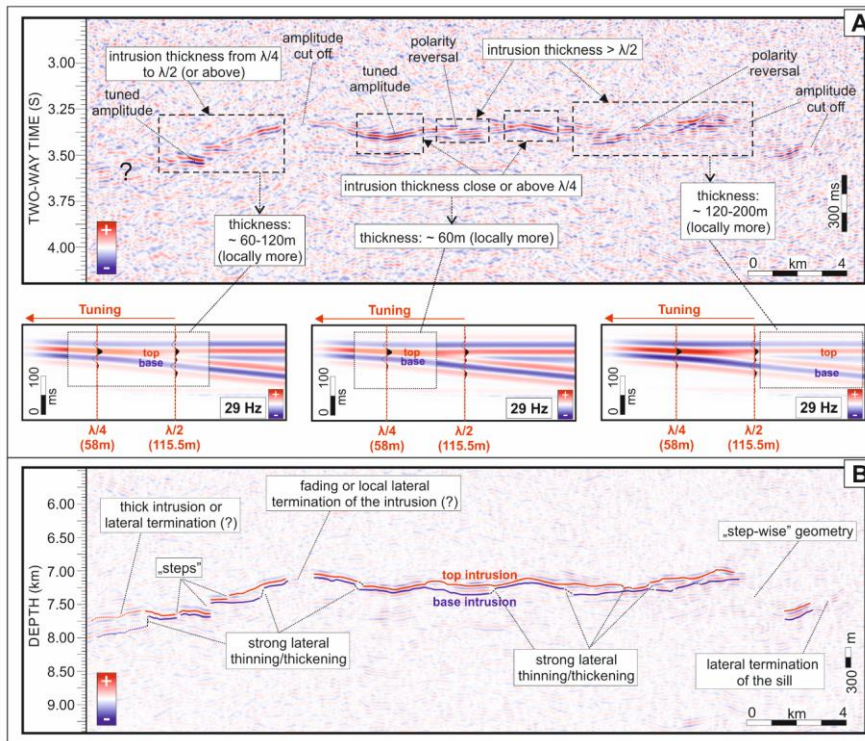 A
TWO-WAY TIME (S)
3.00
3.25
3.50
3.75
4.00
intrusion thickness from λ/4
to λ/2 (or above)
amplitude
cut off
tuned
amplitude
polarity
reversal
intrusion thickness > λ/2
polarity
reversal
amplitude
cut off
tuned
amplitude
?
intrusion thickness close or above λ/4
thickness:
~ 60-120m
(locally more)
thickness: ~ 60m (locally more)
thickness:
~ 120-200m
(locally more)
300 ms
+
-
0 km 4
Tuning
top
base
0 100
ms
29 Hz
+
-
λ/4
(58m)
λ/2
(115.5m)
Tuning
top
base
0 100
ms
29 Hz
+
-
λ/4
(58m)
λ/2
(115.5m)
Tuning
top
base
0 100
ms
29 Hz
+
-
λ/4
(58m)
λ/2
(115.5m)
B
DEPTH (km)
6.00
6.50
7.00
7.50
8.00
8.50
9.00
thick intrusion or
lateral termination (?)
fading or local lateral
termination of the intrusion (?)
„steps”
„step-wise” geometry
top intrusion
base intrusion
strong lateral
thinning/thickening
strong lateral
thinning/thickening
lateral termination
of the sill
300 m
+
-
0 km 4